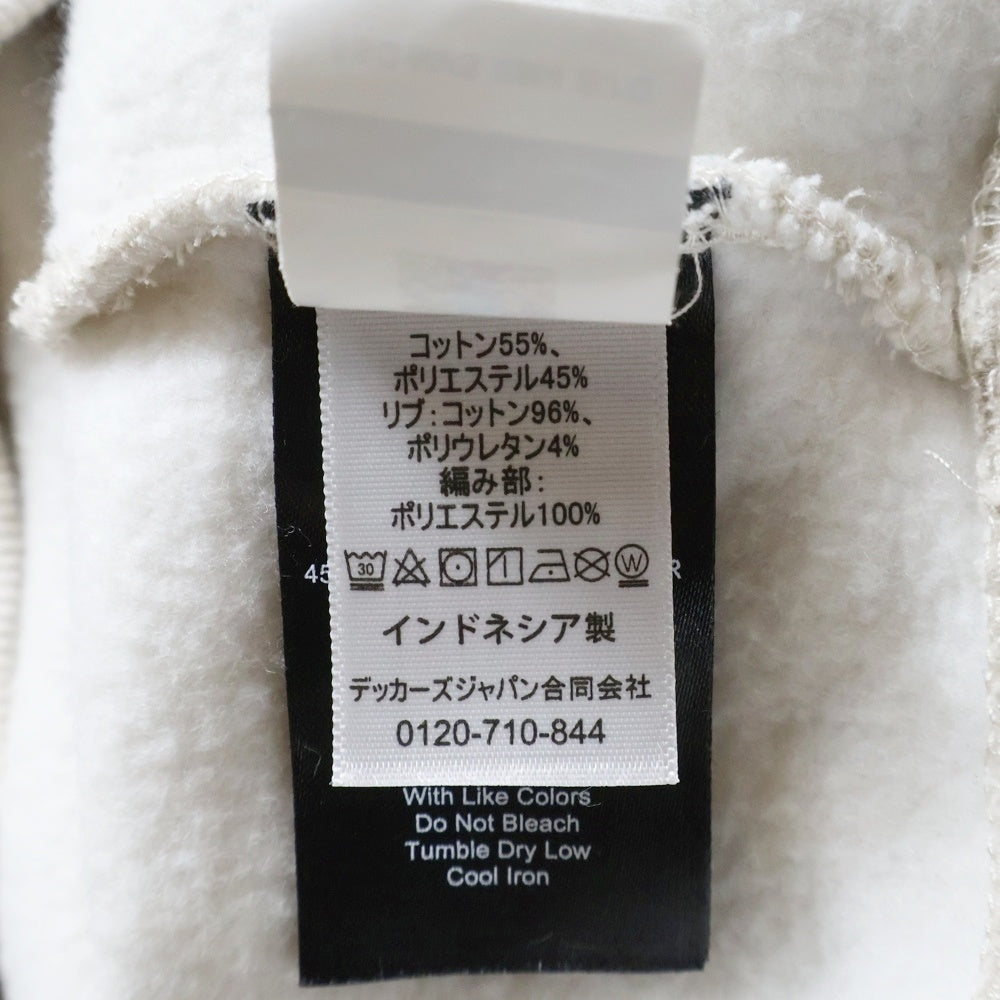 コットン55%、
ポリエステル45%
リブ:コットン96%、
ポリウレタン4%
編み部:
ポリエステル100%
45
30
W
R
インドネシア製
デッカーズジャパン合同会社
0120-710-844
With Like Colors
Do Not Bleach
Tumble Dry Low
Cool Iron